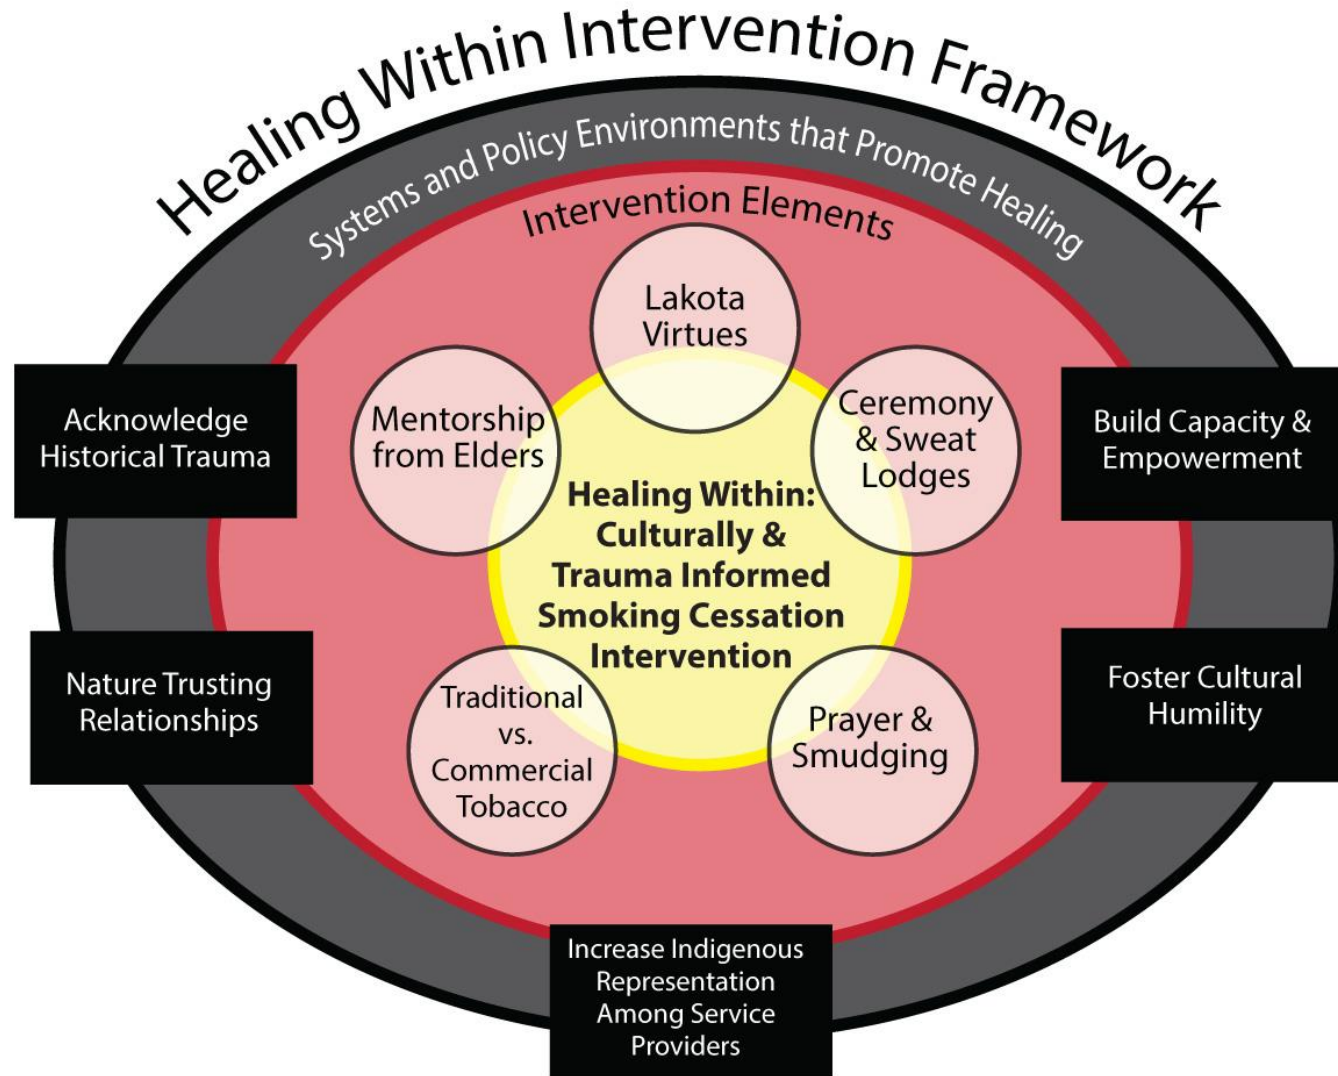 Healing Within Intervention Framework
Systems and Policy Environments that Promote Healing
Intervention Elements
Lakota
Virtues
Mentorship
from Elders
Ceremony
& Sweat
Lodges
Acknowledge
Historical Trauma
Build Capacity &
Empowerment
Healing Within:
Culturally &
Trauma Informed
Smoking Cessation
Intervention
Nature Trusting
Relationships
Traditional
vs.
Commercial
Tobacco
Prayer &
Smudging
Foster Cultural
Humility
Increase Indigenous
Representation
Among Service
Providers